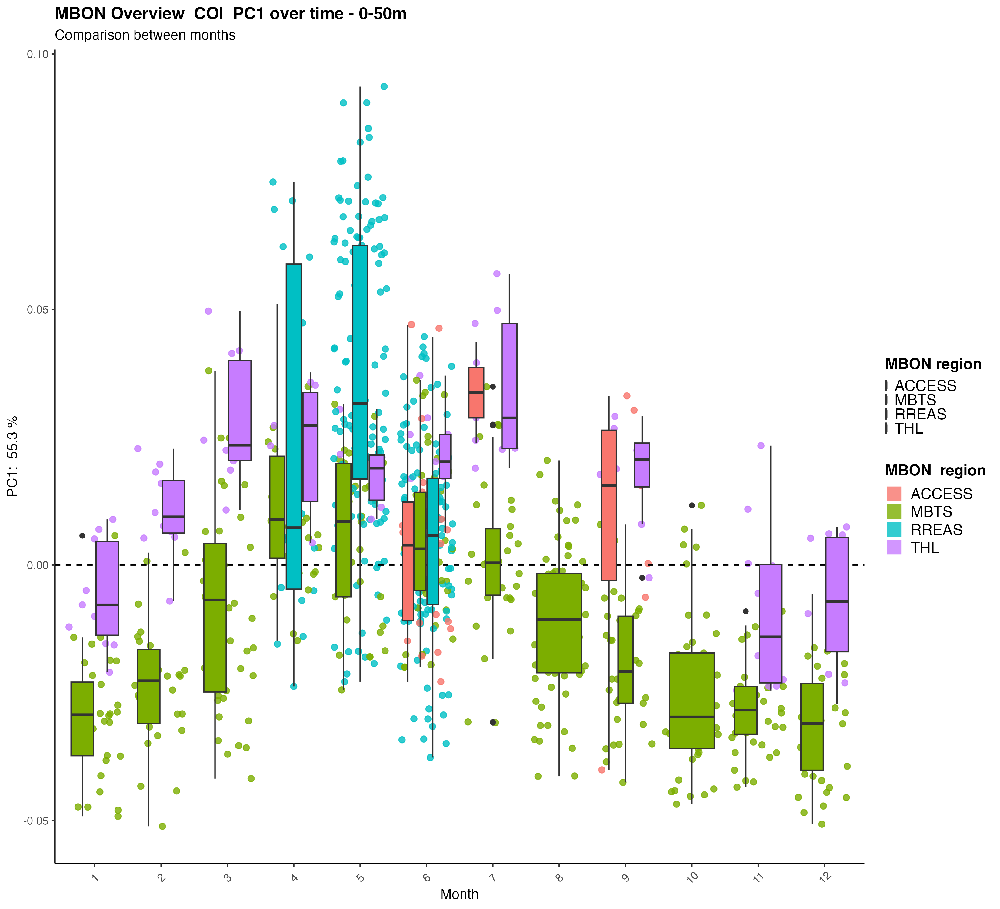 MBON Overview  COI  PC1 over time - 0-50m
Comparison between months
0.10
0.05
0.00
-0.05
PC1:  55.3 %
1 2 3 4 5 6 7 8 9 10 11 12
Month
MBON region
ACCESS
MBTS
RREAS
THL
MBON_region
ACCESS
MBTS
RREAS
THL